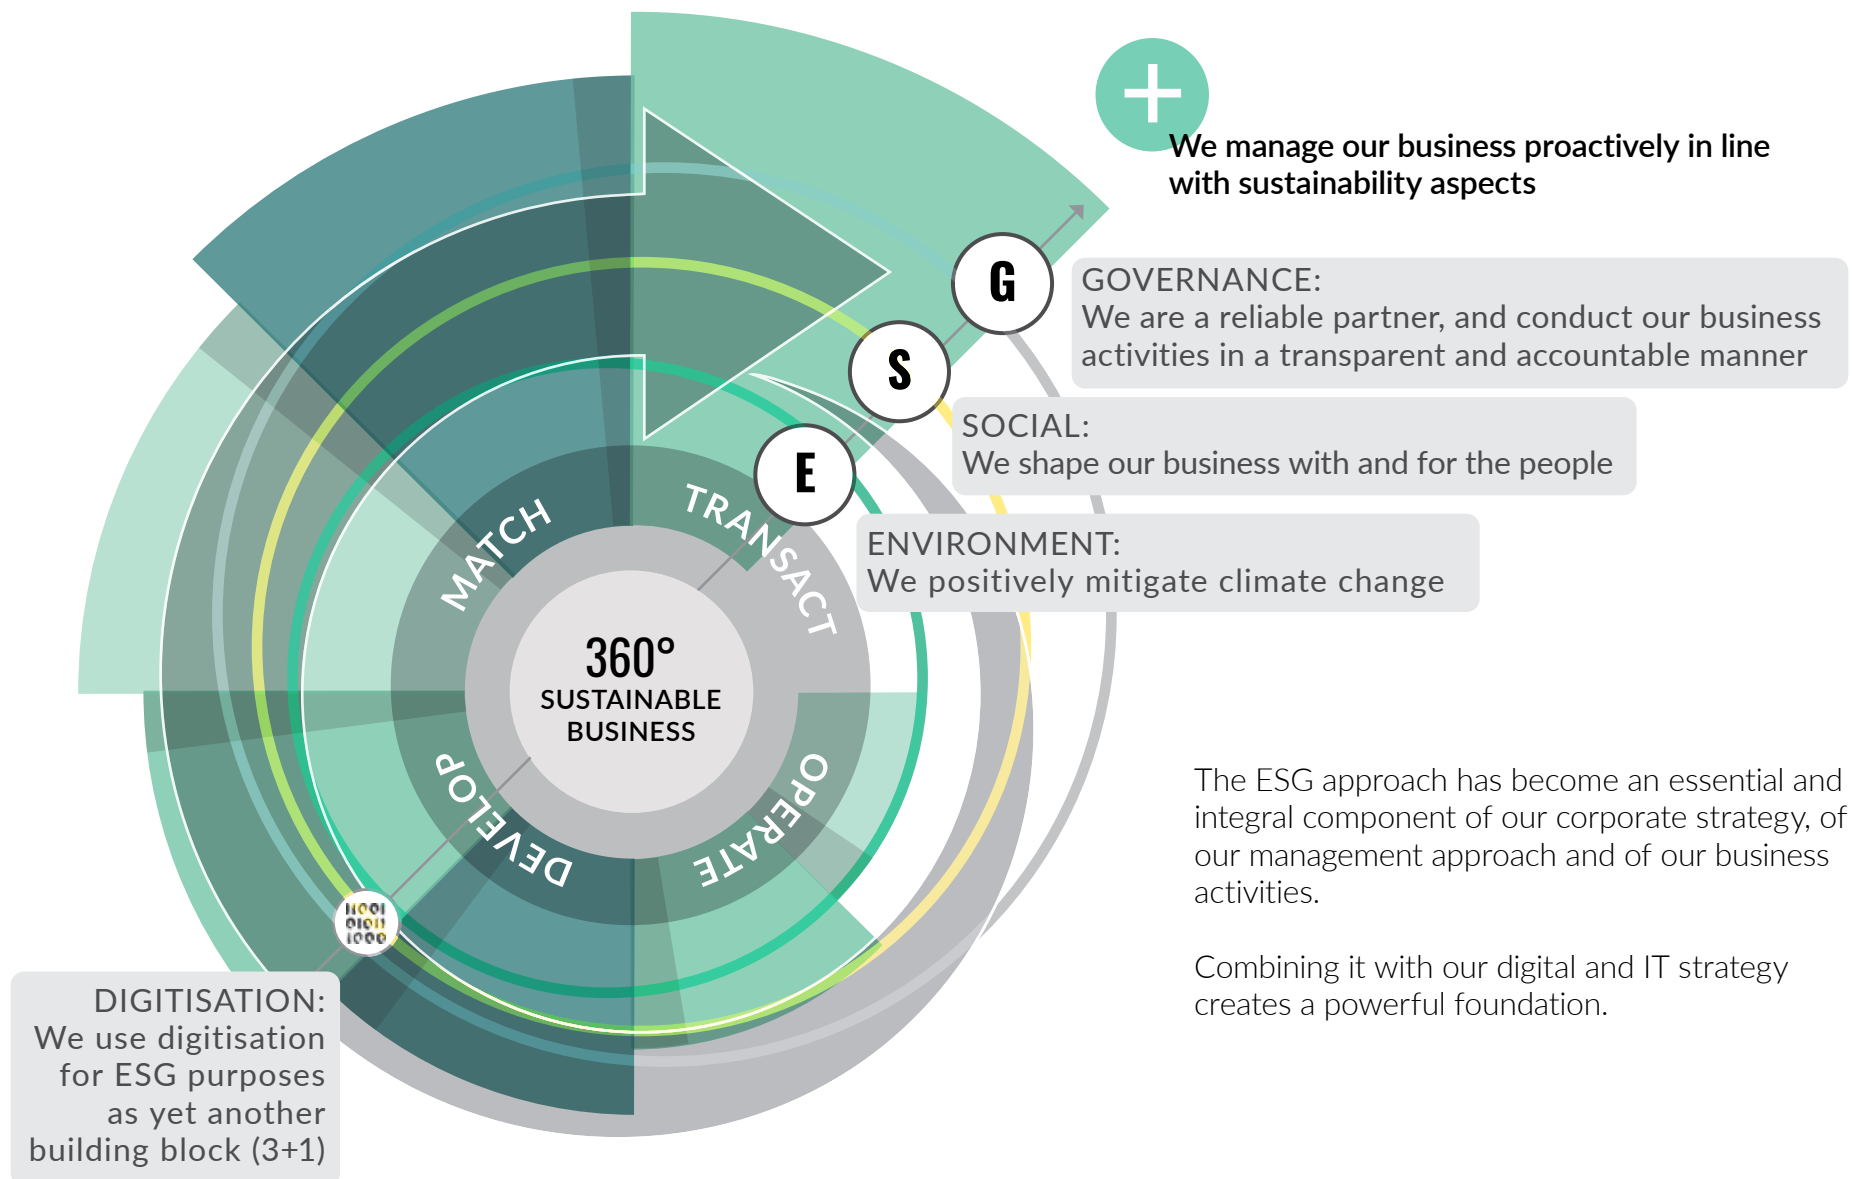 We manage our business proactively in line
with sustainability aspects
G
GOVERNANCE:
We are a reliable partner, and conduct our business
activities in a transparent and accountable manner
S
SOCIAL:
We shape our business with and for the people
E
ENVIRONMENT:
We positively mitigate climate change
MATCH
TRANSACT
360°
SUSTAINABLE
BUSINESS
DEVELOP
OPERATE
The ESG approach has become an essential and
integral component of our corporate strategy, of
our management approach and of our business
activities.
Combining it with our digital and IT strategy
creates a powerful foundation.
DIGITISATION:
We use digitisation
for ESG purposes
as yet another
building block (3+1)